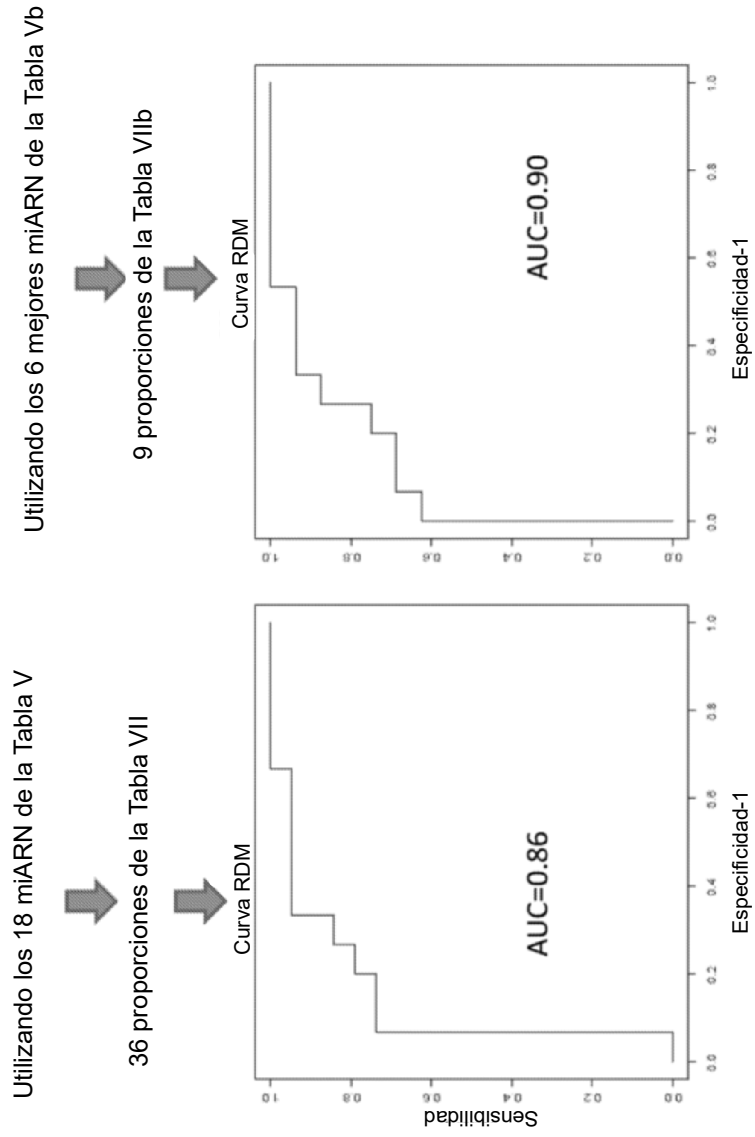 Utilizando los 18 miARN de la Tabla V
36 proporciones de la Tabla VII
Curva RDM
Sensibilidad
1.0
0.8
0.6
0.4
0.2
0.0
AUC=0.86
0.0 0.2 0.4 0.6 0.8 1.0
Especificidad-1
Utilizando los 6 mejores miARN de la Tabla Vb
9 proporciones de la Tabla VIIb
Curva RDM
1.0
0.8
0.6
0.4
0.2
0.0
AUC=0.90
0.0 0.2 0.4 0.6 0.8 1.0
Especificidad-1